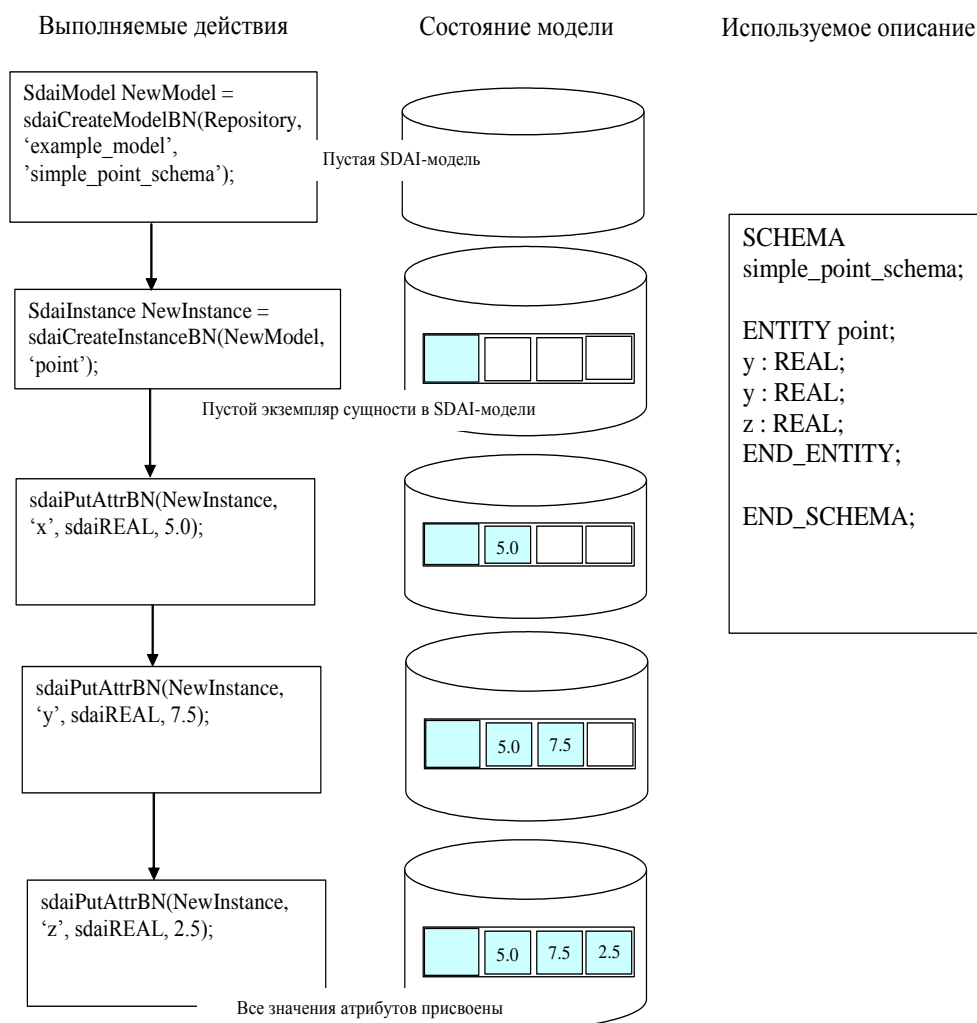 Выполняемые действия
Состояние модели
Используемое описание
SdaiModel NewModel =
sdaiCreateModelBN(Repository,
‘example_model’,
’simple_point_schema’);
Пустая SDAI-модель
SdaiInstance NewInstance =
sdaiCreateInstanceBN(NewModel,
‘point’);
Пустой экземпляр сущности в SDAI-модели
sdaiPutAttrBN(NewInstance,
‘x’, sdaiREAL, 5.0);
5.0
sdaiPutAttrBN(NewInstance,
‘y’, sdaiREAL, 7.5);
5.0 7.5
sdaiPutAttrBN(NewInstance,
‘z’, sdaiREAL, 2.5);
5.0 7.5 2.5
Все значения атрибутов присвоены
SCHEMA
simple_point_schema;
ENTITY point;
y : REAL;
y : REAL;
z : REAL;
END_ENTITY;
END_SCHEMA;